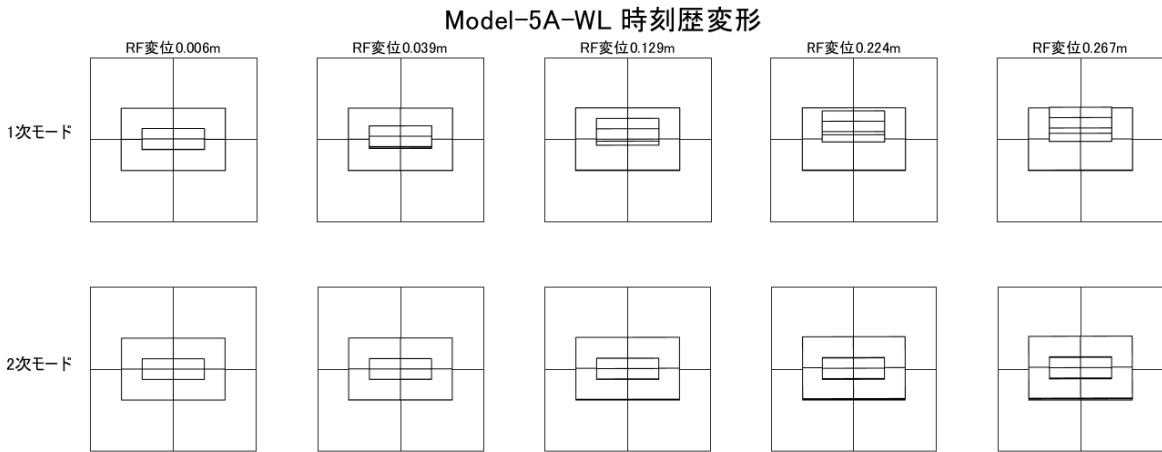 Model-5A-WL 時刻歴変形
RF変位0.006m
RF変位0.039m
RF変位0.129m
RF変位0.224m
RF変位0.267m
1次モード
2次モード